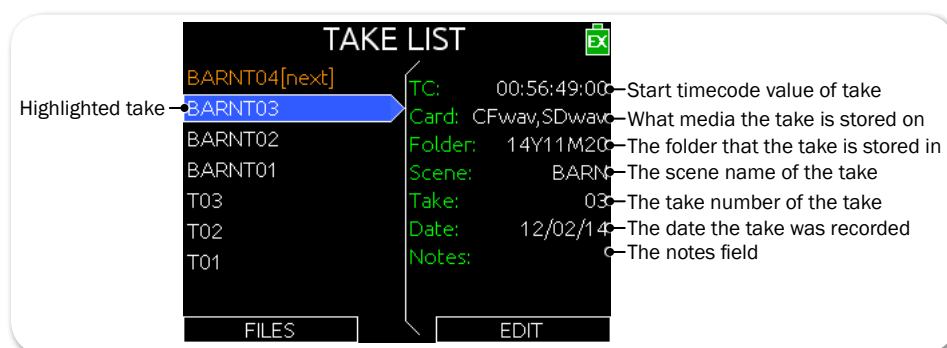 TAKE LIST
EX
BARNT04[next]
BARNT03
BARNT02
BARNT01
T03
T02
T01
TC: 00:56:49:00
Card: CFwav,SDwav
Folder: 14Y11M20
Scene: BARN
Take: 03
Date: 12/02/14
Notes:
FILES
EDIT
Highlighted take
Start timecode value of take
What media the take is stored on
The folder that the take is stored in
The scene name of the take
The take number of the take
The date the take was recorded
The notes field